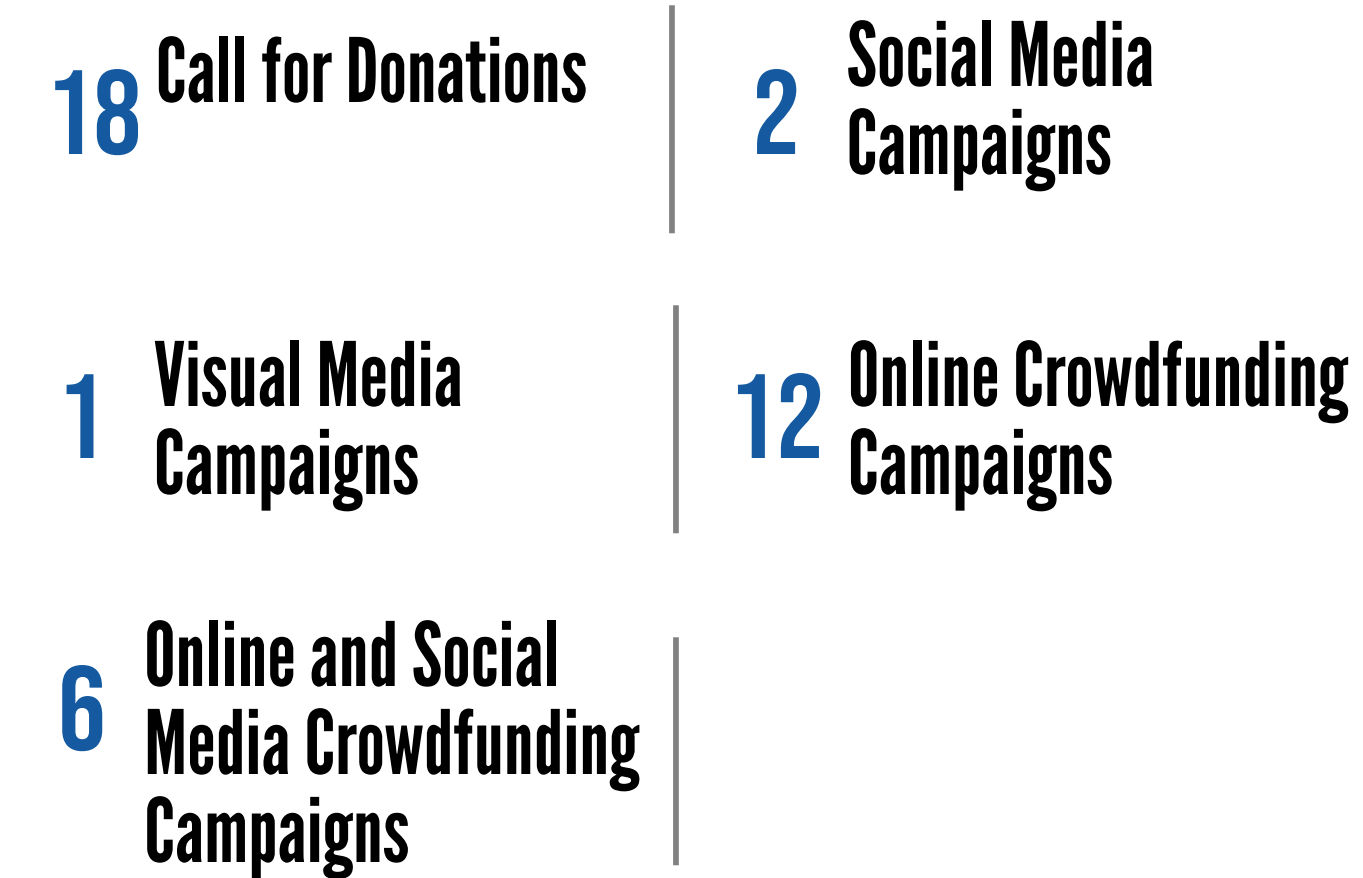 18 Call for Donations
2 Social Media
Campaigns
1 Visual Media
Campaigns
12 Online Crowdfunding
Campaigns
6 Online and Social
Media Crowdfunding
Campaigns